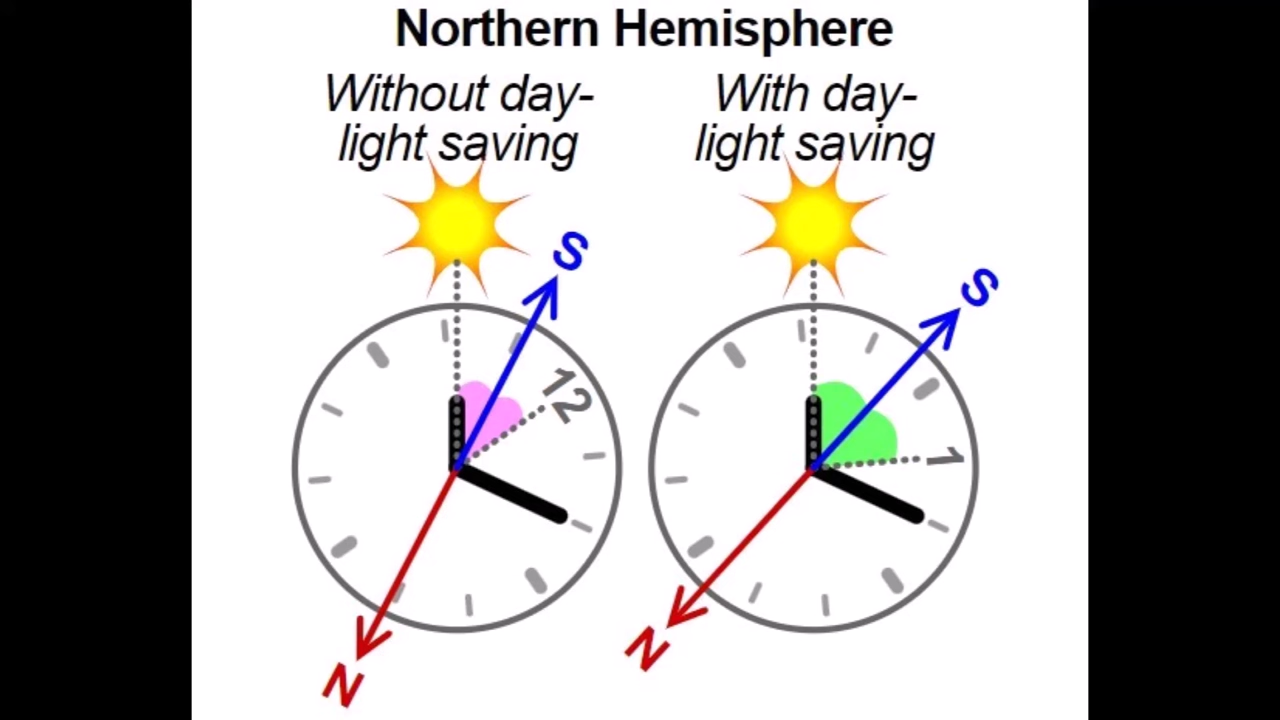 Northern Hemisphere
Without day-
light saving
With day-
light saving
S
12
N
S
1
N